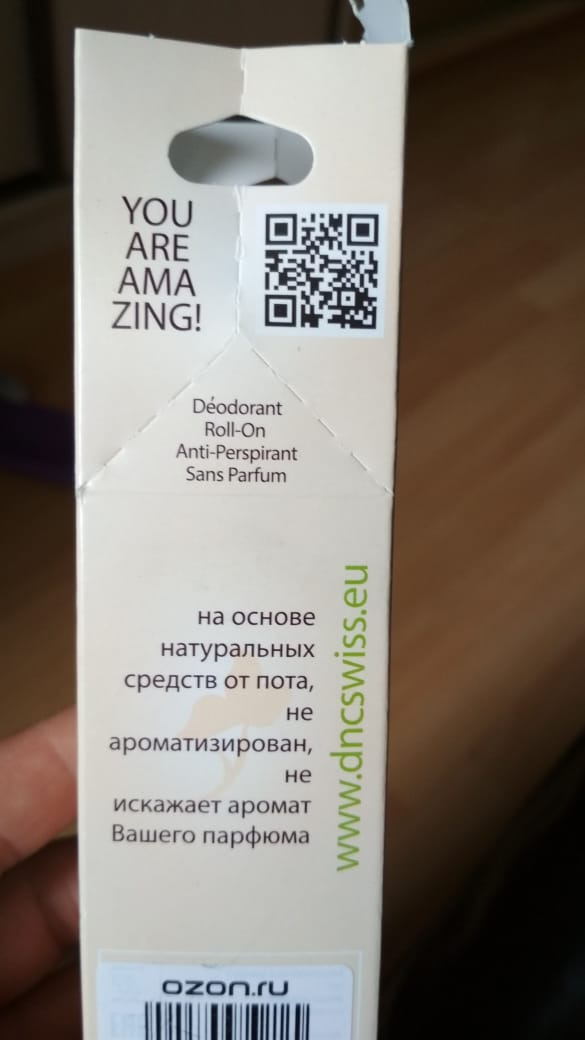 YOU
ARE
AMA
ZING!
Déodorant
Roll-On
Anti-Perspirant
Sans Parfum
на основе
натуральных
средств от пота,
не
ароматизирован,
не
искажает аромат
Вашего парфюма
www.dncswiss.eu
ozon.ru